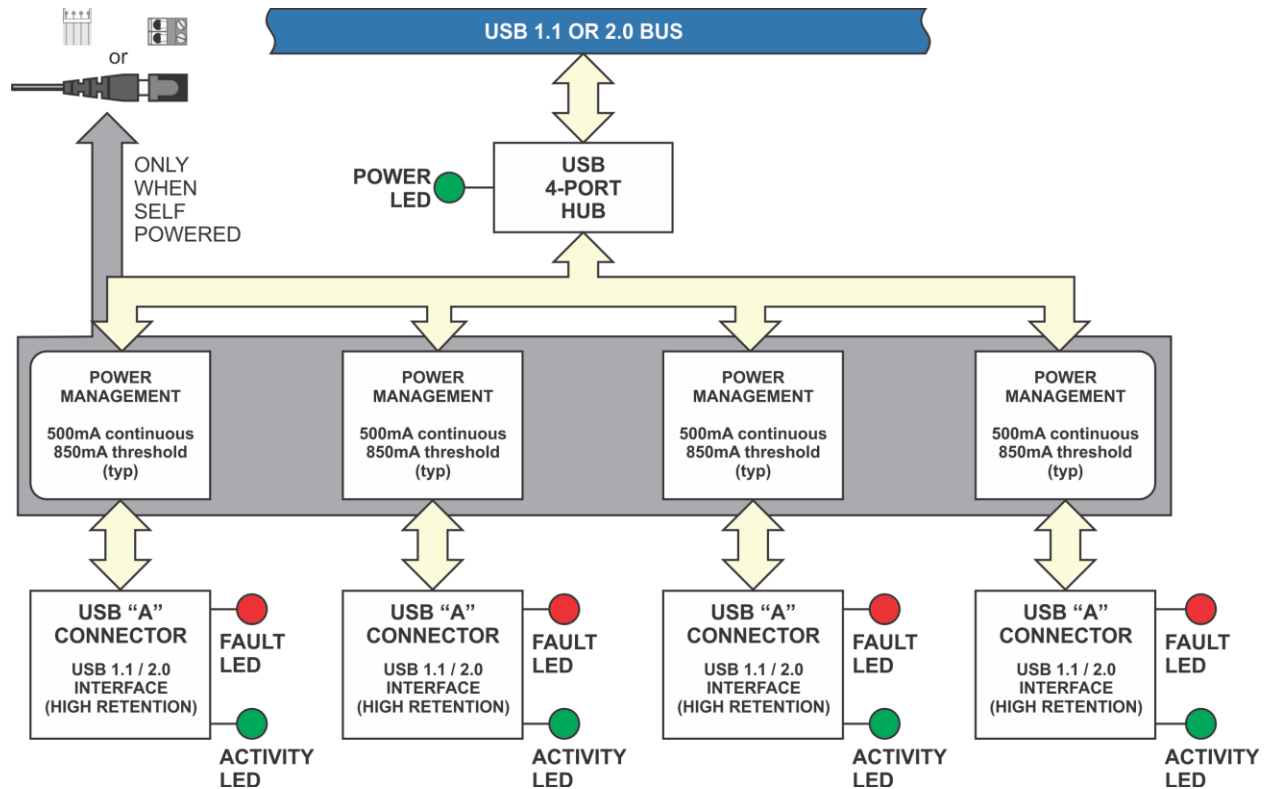 USB 1.1 OR 2.0 BUS
or
ONLY
WHEN
SELF
POWERED
POWER
LED
USB
4-PORT
HUB
POWER
MANAGEMENT
500mA continuous
850mA threshold
(typ)
POWER
MANAGEMENT
500mA continuous
850mA threshold
(typ)
POWER
MANAGEMENT
500mA continuous
850mA threshold
(typ)
POWER
MANAGEMENT
500mA continuous
850mA threshold
(typ)
USB “A”
CONNECTOR
USB 1.1 / 2.0
INTERFACE
(HIGH RETENTION)
FAULT
LED
ACTIVITY
LED
USB “A”
CONNECTOR
USB 1.1 / 2.0
INTERFACE
(HIGH RETENTION)
FAULT
LED
ACTIVITY
LED
USB “A”
CONNECTOR
USB 1.1 / 2.0
INTERFACE
(HIGH RETENTION)
FAULT
LED
ACTIVITY
LED
USB “A”
CONNECTOR
USB 1.1 / 2.0
INTERFACE
(HIGH RETENTION)
FAULT
LED
ACTIVITY
LED